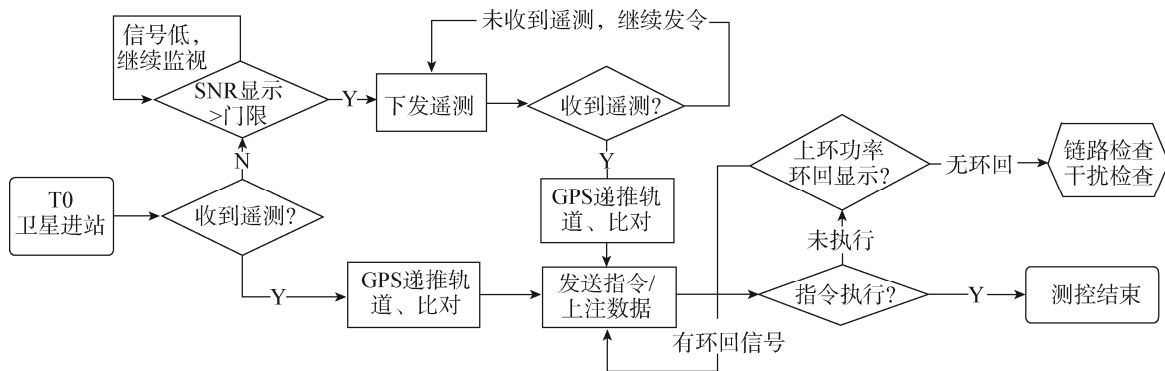 信号低，
继续监视
未收到遥测，继续发令
SNR显示
>门限
Y
下发遥测
收到遥测?
N
Y
上环功率
环回显示?
无环回
链路检查
干扰检查
T0
卫星进站
收到遥测?
GPS递推轨
道、比对
未执行
Y
GPS递推轨
道、比对
发送指令/
上注数据
指令执行?
Y
测控结束
有环回信号